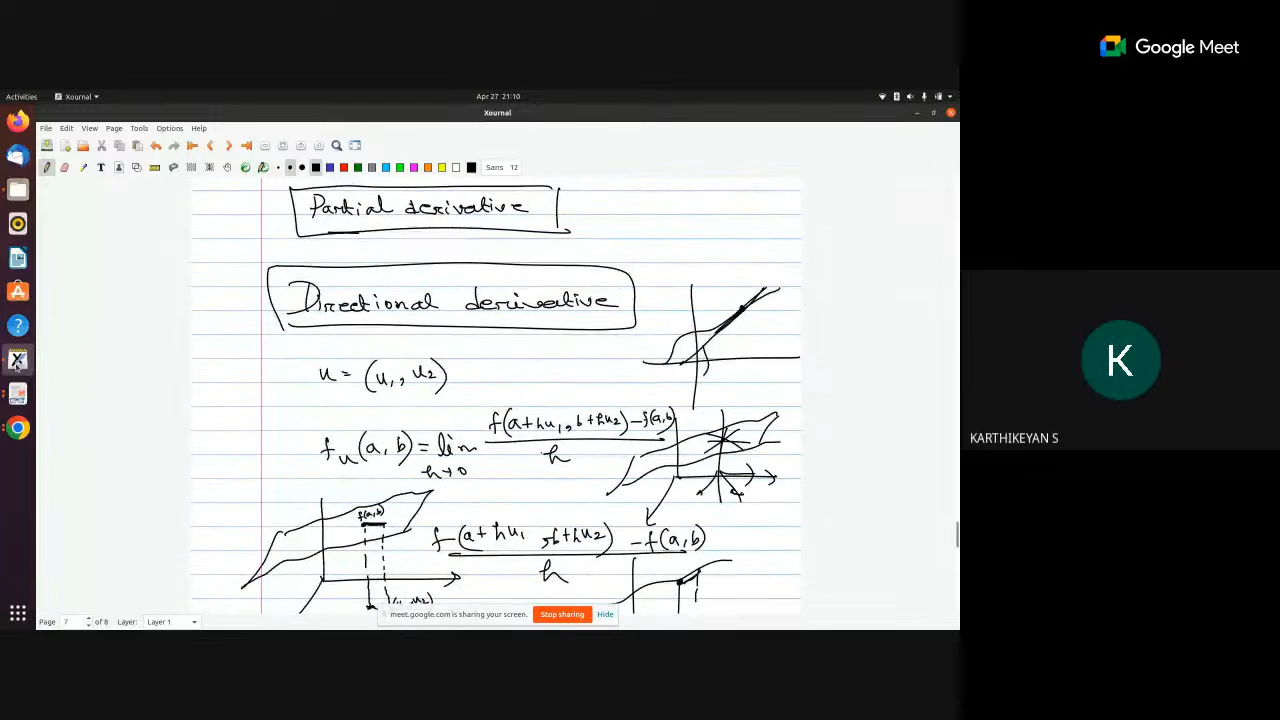 Google Meet
Activities
Xournal
Apr 27 21:10
Xournal
File Edit View Page Tools Options Help
Sans 12
Partial derivative
Directional derivative
u = (u1, u2)
fu(a, b) = lim h→0 f(a+hu1, b+hu2) - f(a,b) / h
f(a,b)
f(a+hu1, b+hu2) - f(a,b) / h
KARTHIKEYAN S
K
meet.google.com is sharing your screen. Stop sharing Hide
Page 7 of 8 Layer: Layer 1